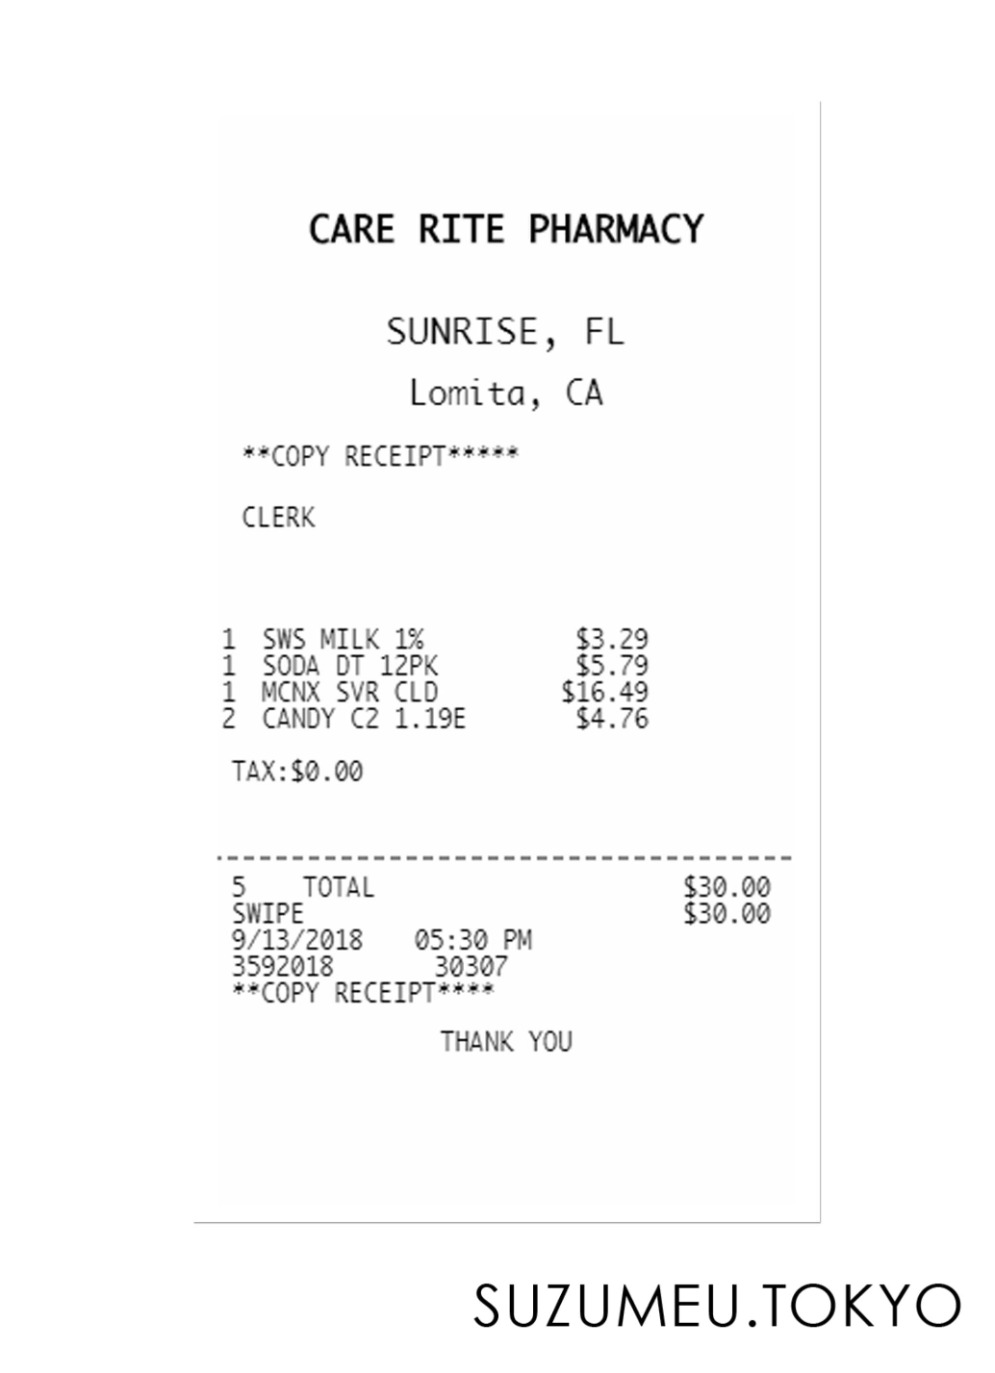 CARE RITE PHARMACY
SUNRISE, FL
Lomita, CA
**COPY RECEIPT*****
CLERK
1 SWS MILK 1% $3.29
1 SODA DT 12PK $5.79
1 MCNX SVR CLD $16.49
2 CANDY C2 1.19E $4.76
TAX:$0.00
5 TOTAL $30.00
SWIPE $30.00
9/13/2018 05:30 PM
3592018 30307
**COPY RECEIPT****
THANK YOU
SUZUMEU.TOKYO